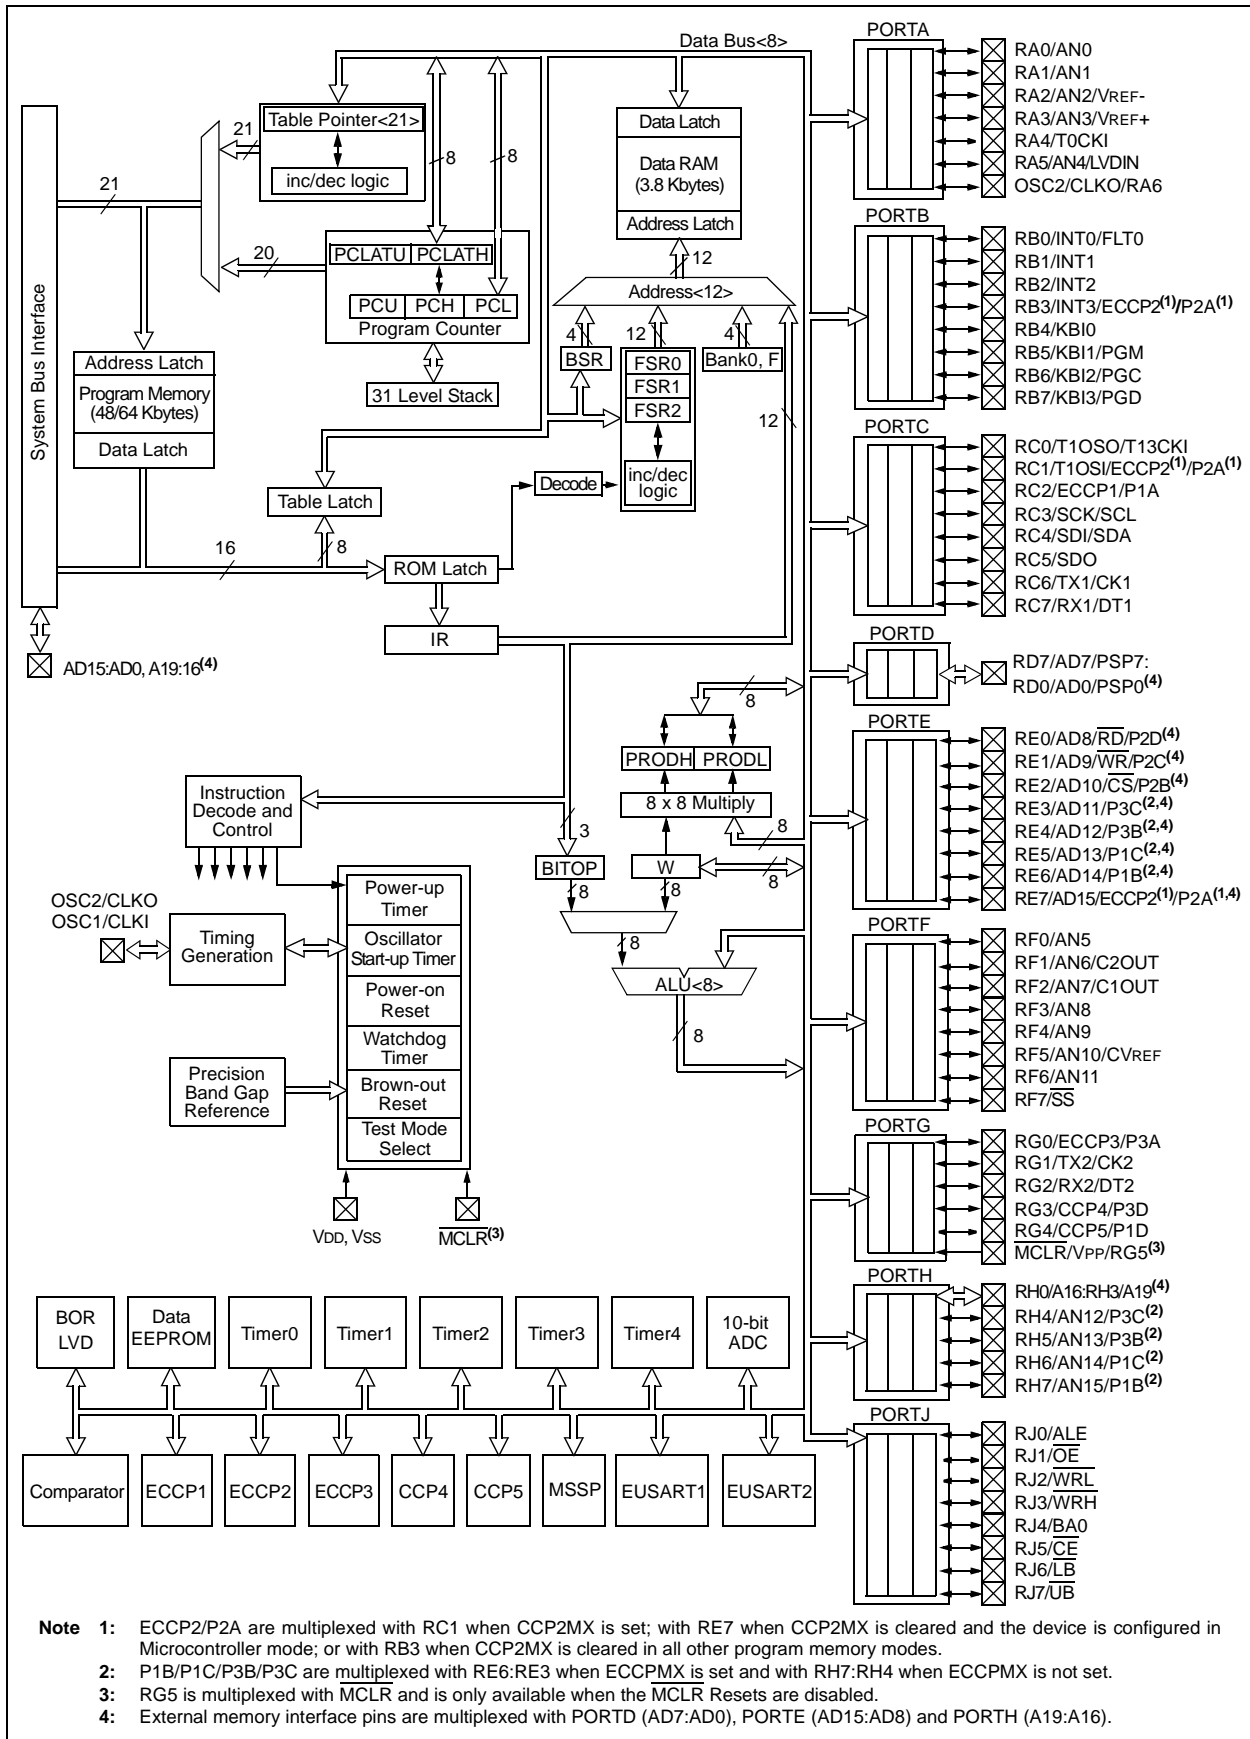 Data Bus<8>
System Bus Interface
21
21
Table Pointer<21>
inc/dec logic
8
8
20
PCLATU PCLATH
PCU PCH PCL
Program Counter
31 Level Stack
Data Latch
Data RAM
(3.8 Kbytes)
Address Latch
12
Address<12>
4
12
4
BSR
FSR0
FSR1
FSR2
inc/dec
logic
Bank0, F
12
Address Latch
Program Memory
(48/64 Kbytes)
Data Latch
Table Latch
Decode
16
8
ROM Latch
IR
AD15:AD0, A19:16(4)
8
PRODH PRODL
8 x 8 Multiply
8
Instruction
Decode and
Control
3
BITOP
W
8
8
8
8
ALU<8>
8
OSC2/CLKO
OSC1/CLKI
Timing
Generation
Power-up
Timer
Oscillator
Start-up Timer
Power-on
Reset
Watchdog
Timer
Brown-out
Reset
Test Mode
Select
Precision
Band Gap
Reference
VDD, VSS
MCLR(3)
BOR
LVD
Data
EEPROM
Timer0
Timer1
Timer2
Timer3
Timer4
10-bit
ADC
Comparator
ECCP1
ECCP2
ECCP3
CCP4
CCP5
MSSP
EUSART1
EUSART2
PORTA
RA0/AN0
RA1/AN1
RA2/AN2/VREF-
RA3/AN3/VREF+
RA4/T0CKI
RA5/AN4/LVDIN
OSC2/CLKO/RA6
PORTB
RB0/INT0/FLT0
RB1/INT1
RB2/INT2
RB3/INT3/ECCP2(1)/P2A(1)
RB4/KBI0
RB5/KBI1/PGM
RB6/KBI2/PGC
RB7/KBI3/PGD
PORTC
RC0/T1OSO/T13CKI
RC1/T1OSI/ECCP2(1)/P2A(1)
RC2/ECCP1/P1A
RC3/SCK/SCL
RC4/SDI/SDA
RC5/SDO
RC6/TX1/CK1
RC7/RX1/DT1
PORTD
RD7/AD7/PSP7:
RD0/AD0/PSP0(4)
PORTE
RE0/AD8/RD/P2D(4)
RE1/AD9/WR/P2C(4)
RE2/AD10/CS/P2B(4)
RE3/AD11/P3C(2,4)
RE4/AD12/P3B(2,4)
RE5/AD13/P1C(2,4)
RE6/AD14/P1B(2,4)
RE7/AD15/ECCP2(1)/P2A(1,4)
PORTF
RF0/AN5
RF1/AN6/C2OUT
RF2/AN7/C1OUT
RF3/AN8
RF4/AN9
RF5/AN10/CVREF
RF6/AN11
RF7/SS
PORTG
RG0/ECCP3/P3A
RG1/TX2/CK2
RG2/RX2/DT2
RG3/CCP4/P3D
RG4/CCP5/P1D
MCLR/VPP/RG5(3)
PORTH
RH0/A16:RH3/A19(4)
RH4/AN12/P3C(2)
RH5/AN13/P3B(2)
RH6/AN14/P1C(2)
RH7/AN15/P1B(2)
PORTJ
RJ0/ALE
RJ1/OE
RJ2/WRL
RJ3/WRH
RJ4/BA0
RJ5/CE
RJ6/LB
RJ7/UB
Note 1: ECCP2/P2A are multiplexed with RC1 when CCP2MX is set; with RE7 when CCP2MX is cleared and the device is configured in
Microcontroller mode; or with RB3 when CCP2MX is cleared in all other program memory modes.
2: P1B/P1C/P3B/P3C are multiplexed with RE6:RE3 when ECCPMX is set and with RH7:RH4 when ECCPMX is not set.
3: RG5 is multiplexed with MCLR and is only available when the MCLR Resets are disabled.
4: External memory interface pins are multiplexed with PORTD (AD7:AD0), PORTE (AD15:AD8) and PORTH (A19:A16).